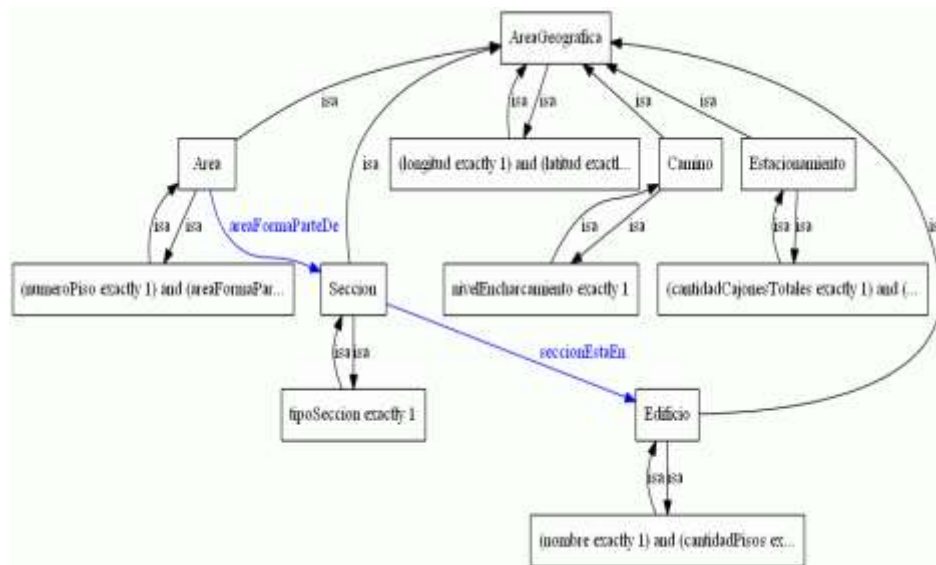 AreaGeografica
isa
isa
isa
isa
isa
isa
Area
(longitud exactly 1) and (latitud exactl...
Camino
Estacionamiento
isa
isa
areaFormaParteDe
isa
isa
isa
isa
(numeroPiso exactly 1) and (areaFormaPar...
Seccion
nivelEncharcamiento exactly 1
(cantidadCajonesTotales exactly 1) and (...
isa
isa
seccionEstaEn
tipoSeccion exactly 1
Edificio
isa
isa
(nombre exactly 1) and (cantidadPisos ex...